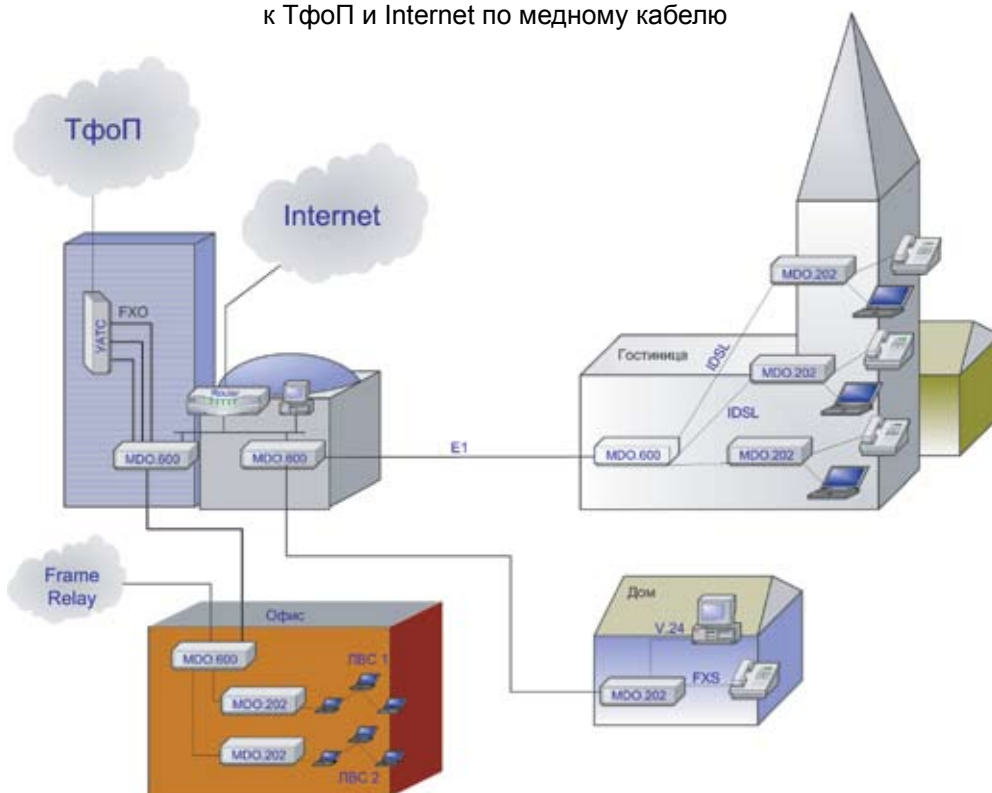 к ТфоП и Internet по медному кабелю
ТфоП
Internet
FXO
УАТС
Router
MDO.600
MDO.600
E1
Гостиница
MDO.600
IDSL
IDSL
MDO.202
MDO.202
MDO.202
Frame
Relay
Офис
MDO.600
MDO.202
MDO.202
ЛВС 1
ЛВС 2
Дом
V.24
FXS
MDO.202